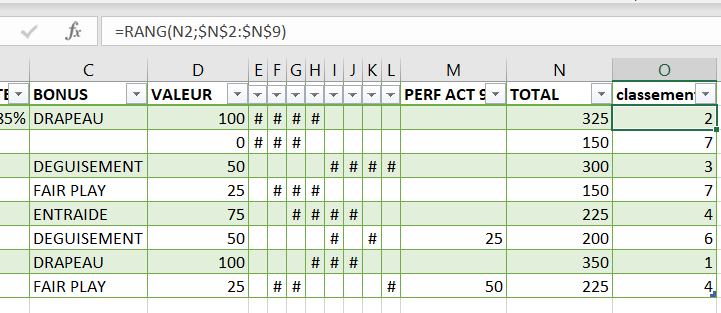 fx =RANG(N2;$N$2:$N$9)
C D E F G H I J K L M N O
BONUS VALEUR PERF ACT 9 TOTAL classemen
35% DRAPEAU 100 # # # # 325 2
0 # # # 150 7
DEGUISEMENT 50 # # # # 300 3
FAIR PLAY 25 # # # 150 7
ENTRAIDE 75 # # # # 225 4
DEGUISEMENT 50 # # 25 200 6
DRAPEAU 100 # # # 350 1
FAIR PLAY 25 # # # 50 225 4